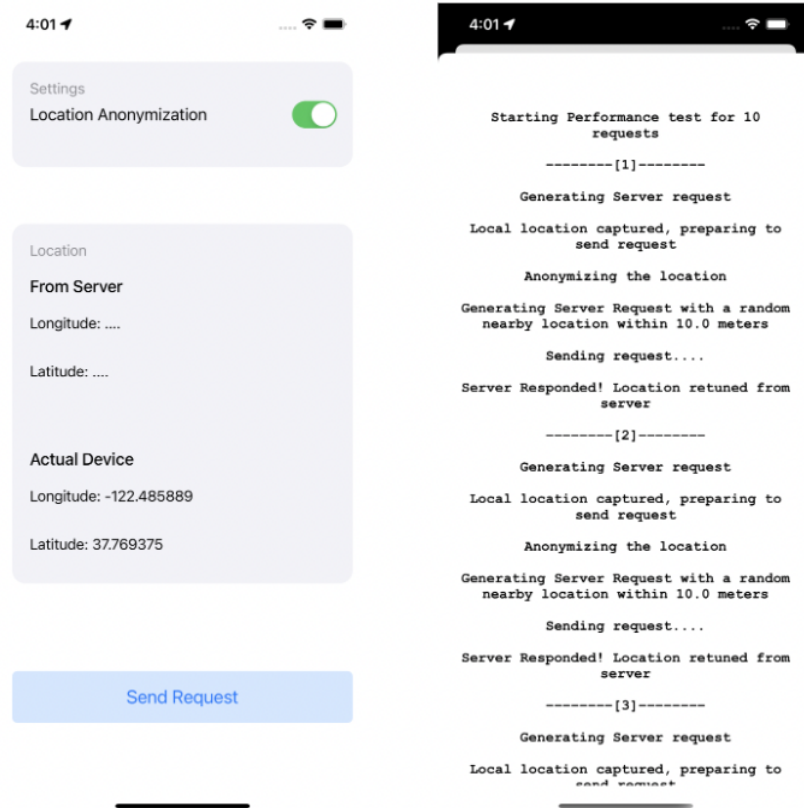 4:01
Settings
Location Anonymization
Location
From Server
Longitude: ....
Latitude: ....
Actual Device
Longitude: -122.485889
Latitude: 37.769375
Send Request
4:01
Starting Performance test for 10
requests
--------[1]--------
Generating Server request
Local location captured, preparing to
send request
Anonymizing the location
Generating Server Request with a random
nearby location within 10.0 meters
Sending request....
Server Responded! Location retuned from
server
--------[2]--------
Generating Server request
Local location captured, preparing to
send request
Anonymizing the location
Generating Server Request with a random
nearby location within 10.0 meters
Sending request....
Server Responded! Location retuned from
server
--------[3]--------
Generating Server request
Local location captured, preparing to
send request